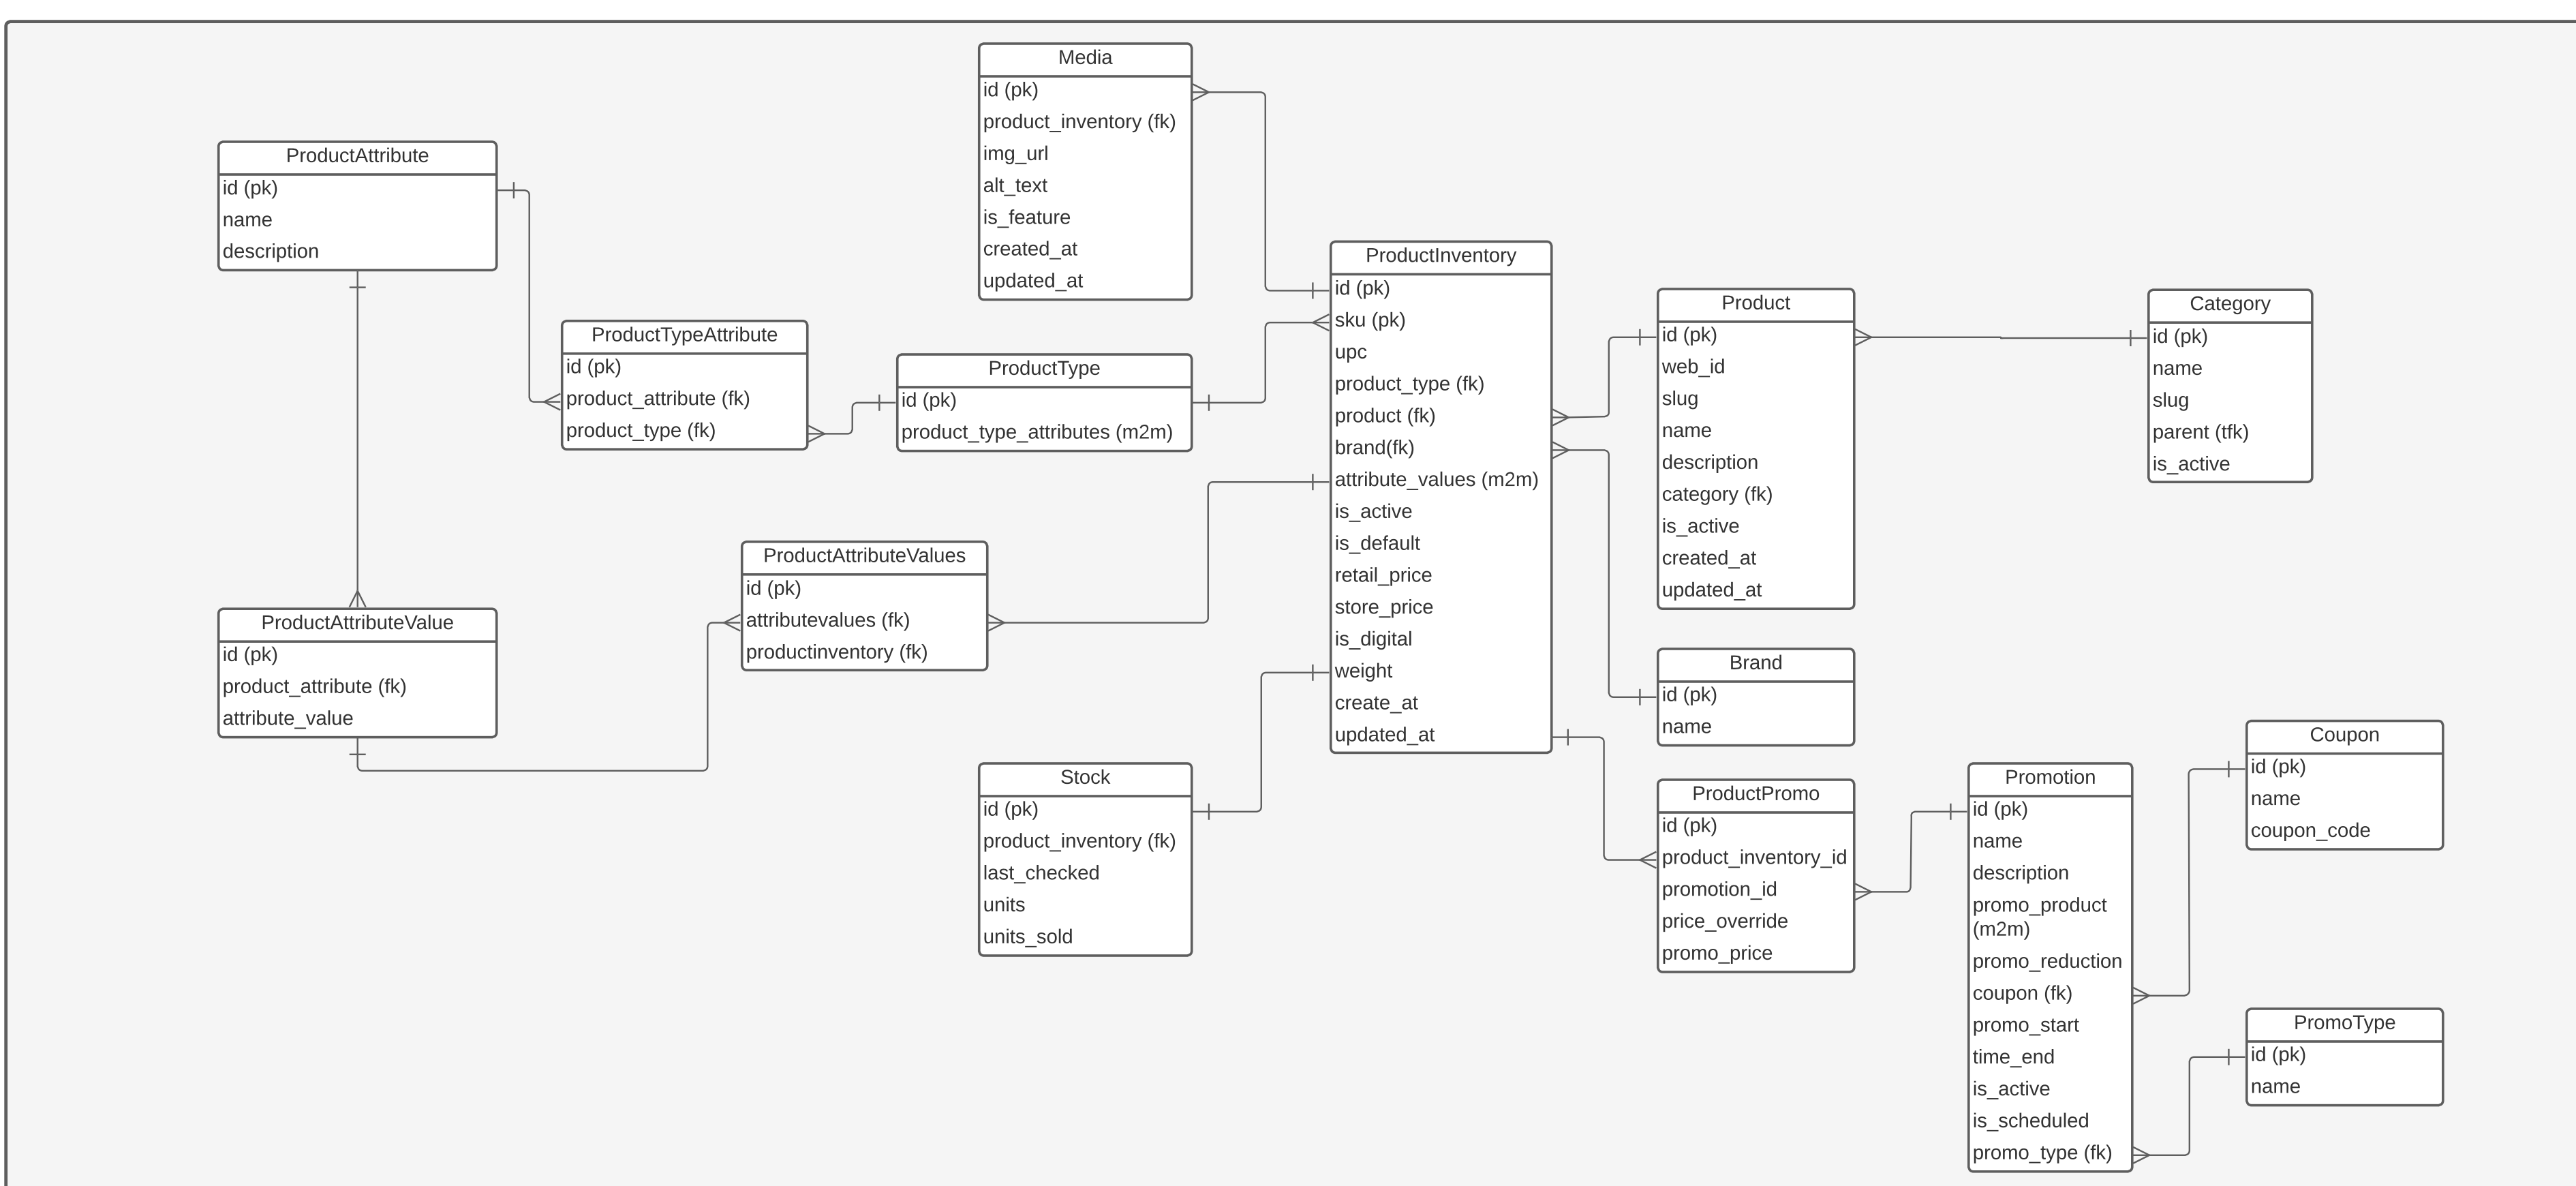 Media
id (pk)
product_inventory (fk)
img_url
alt_text
is_feature
created_at
updated_at
ProductAttribute
id (pk)
name
description
ProductTypeAttribute
id (pk)
product_attribute (fk)
product_type (fk)
ProductType
id (pk)
product_type_attributes (m2m)
ProductInventory
id (pk)
sku (pk)
upc
product_type (fk)
product (fk)
brand(fk)
attribute_values (m2m)
is_active
is_default
retail_price
store_price
is_digital
weight
create_at
updated_at
Product
id (pk)
web_id
slug
name
description
category (fk)
is_active
created_at
updated_at
Category
id (pk)
name
slug
parent (tfk)
is_active
ProductAttributeValues
id (pk)
attributevalues (fk)
productinventory (fk)
ProductAttributeValue
id (pk)
product_attribute (fk)
attribute_value
Brand
id (pk)
name
Stock
id (pk)
product_inventory (fk)
last_checked
units
units_sold
ProductPromo
id (pk)
product_inventory_id
promotion_id
price_override
promo_price
Promotion
id (pk)
name
description
promo_product
(m2m)
promo_reduction
coupon (fk)
promo_start
time_end
is_active
is_scheduled
promo_type (fk)
Coupon
id (pk)
name
coupon_code
PromoType
id (pk)
name